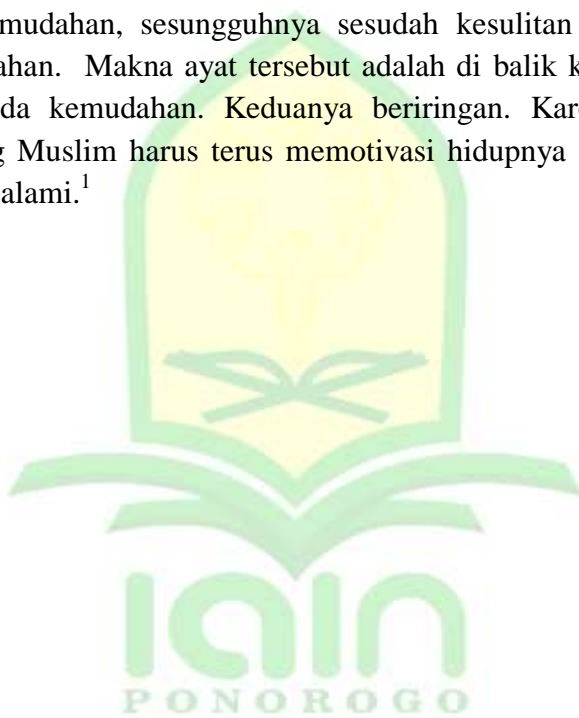 mudahan, sesungguhnya sesudah kesulitan
ahan. Makna ayat tersebut adalah di balik k
da kemudahan. Keduanya beriringan. Kar
g Muslim harus terus memotivasi hidupnya
alami.¹
iain
PONOROGO